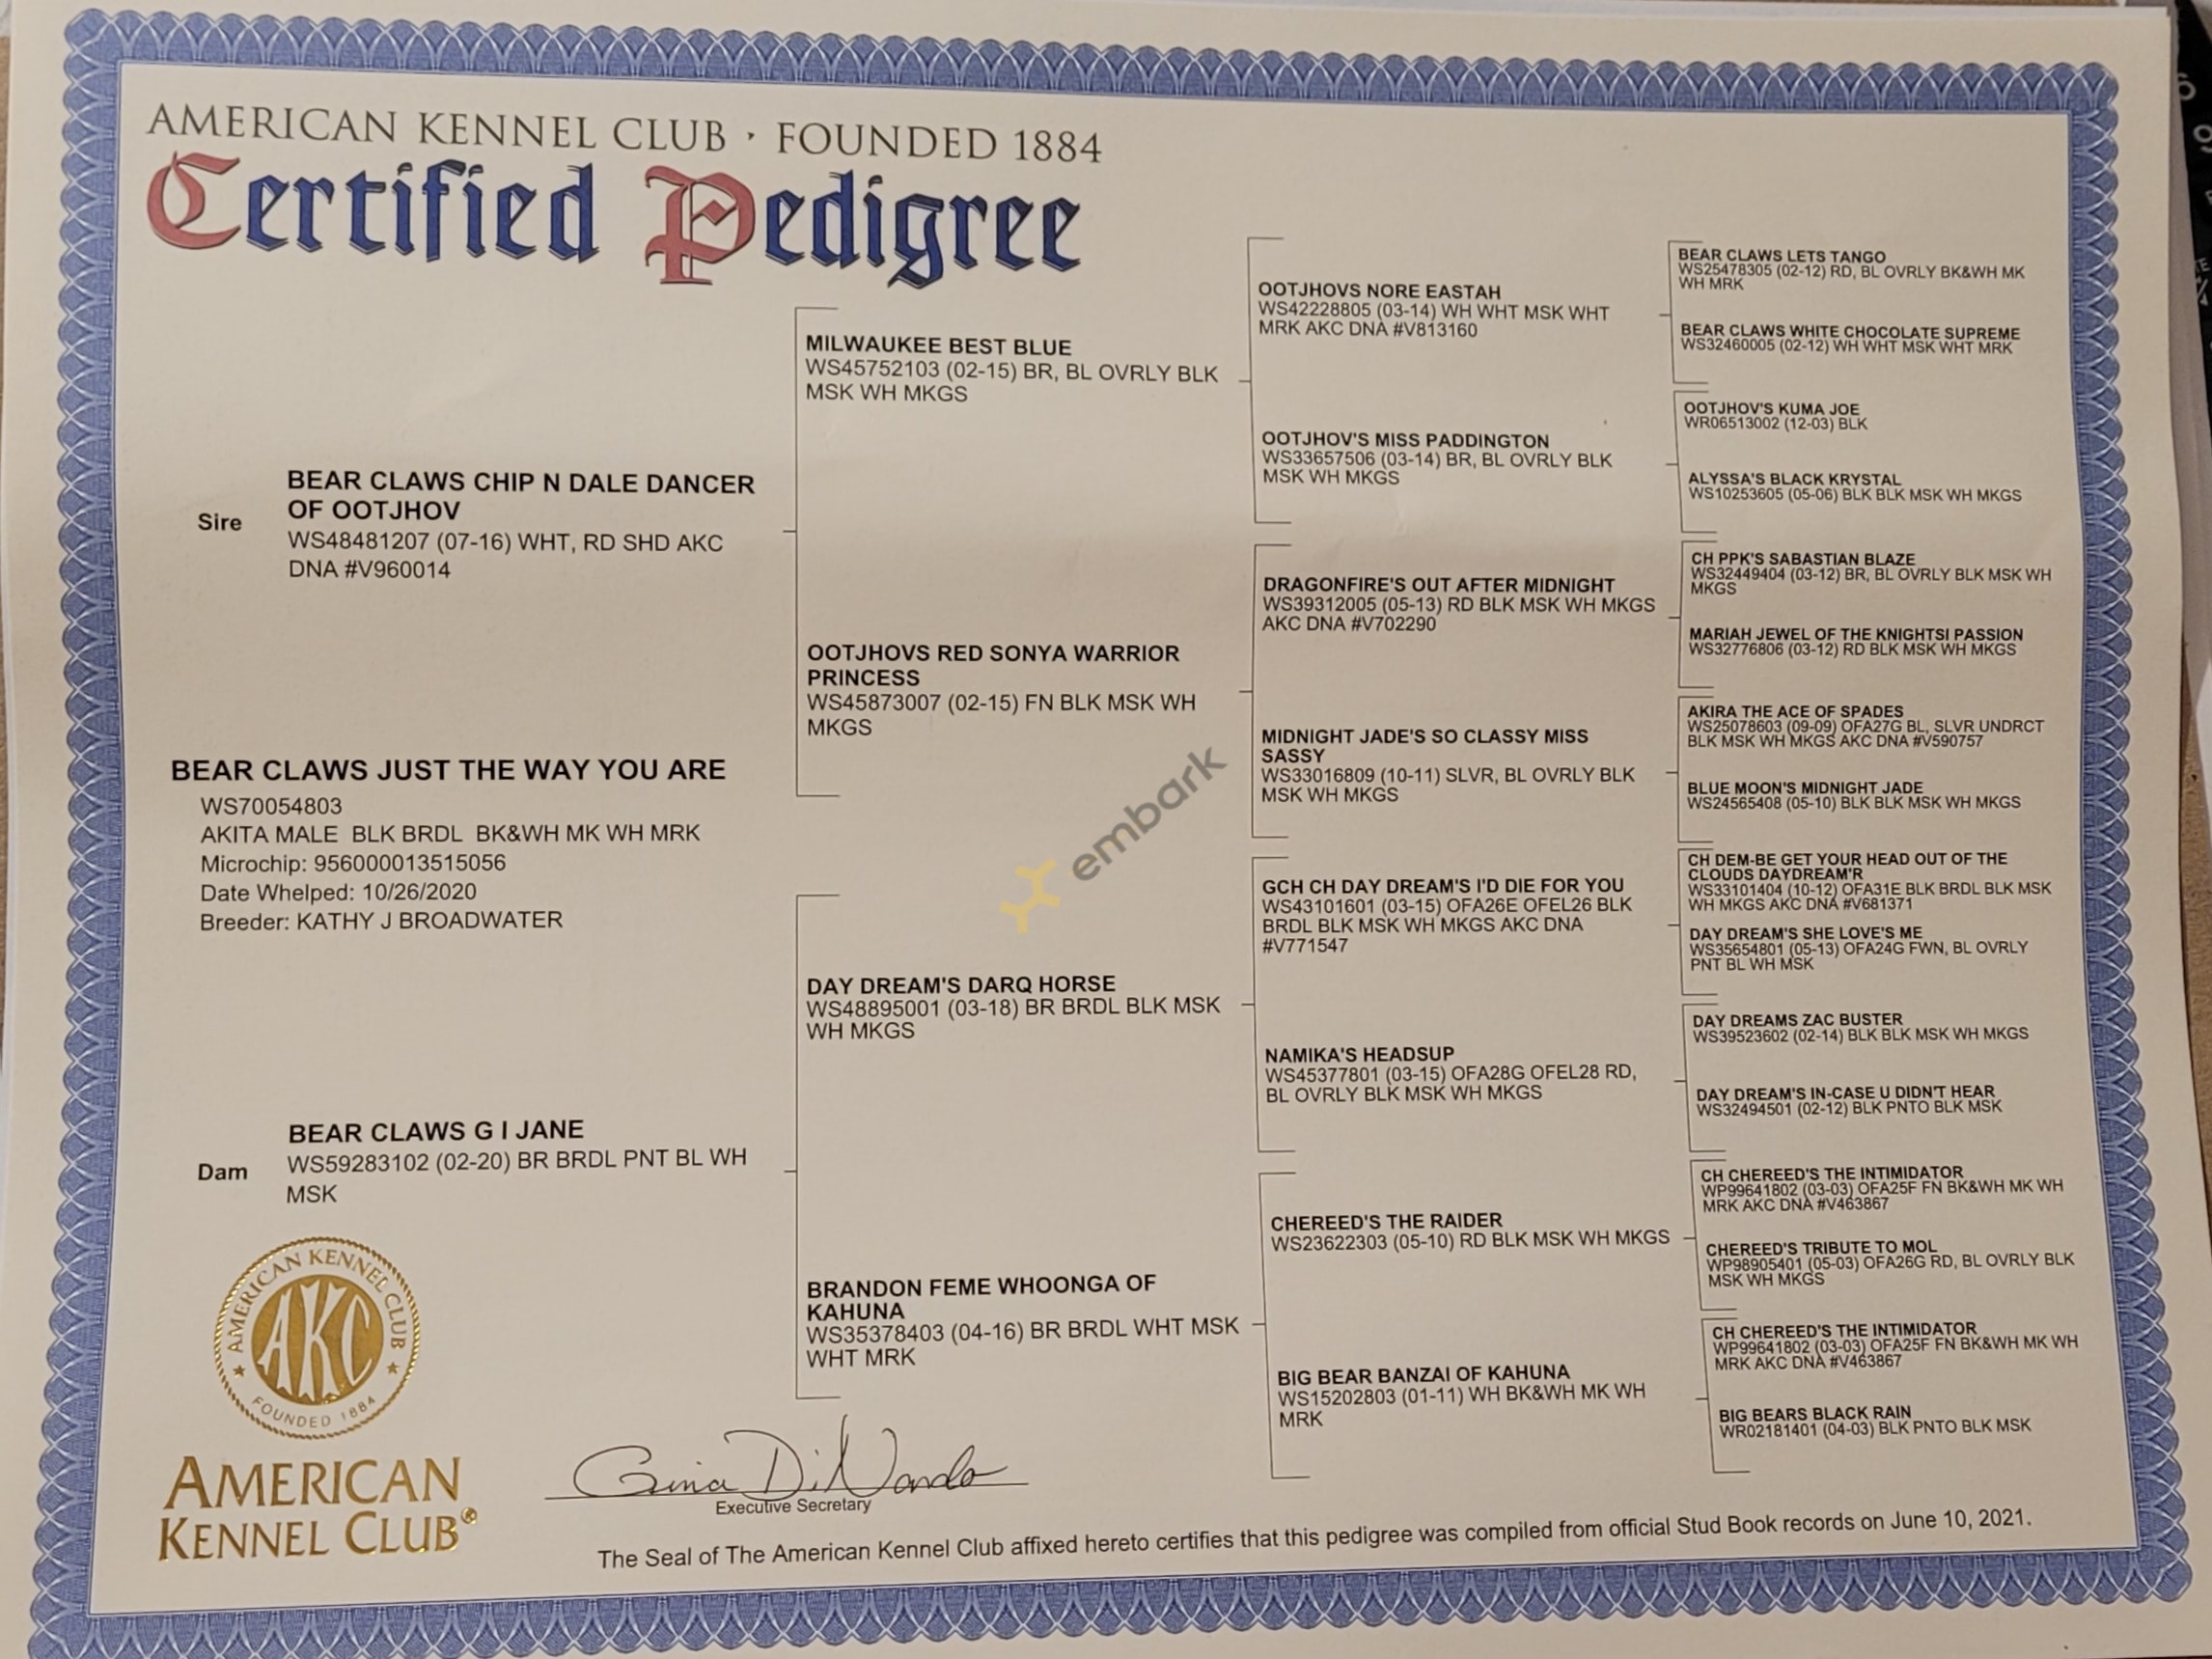 AMERICAN KENNEL CLUB · FOUNDED 1884
Certified Pedigree
Sire
BEAR CLAWS CHIP N DALE DANCER
OF OOTJHOV
WS48481207 (07-16) WHT, RD SHD AKC
DNA #V960014
BEAR CLAWS JUST THE WAY YOU ARE
WS70054803
AKITA MALE BLK BRDL BK&WH MK WH MRK
Microchip: 956000013515056
Date Whelped: 10/26/2020
Breeder: KATHY J BROADWATER
Dam
BEAR CLAWS G I JANE
WS59283102 (02-20) BR BRDL PNT BL WH
MSK
MILWAUKEE BEST BLUE
WS45752103 (02-15) BR, BL OVRLY BLK
MSK WH MKGS
OOTJHOVS RED SONYA WARRIOR
PRINCESS
WS45873007 (02-15) FN BLK MSK WH
MKGS
DAY DREAM'S DARQ HORSE
WS48895001 (03-18) BR BRDL BLK MSK
WH MKGS
BRANDON FEME WHOONGA OF
KAHUNA
WS35378403 (04-16) BR BRDL WHT MSK
WHT MRK
OOTJHOVS NORE EASTAH
WS42228805 (03-14) WH WHT MSK WHT
MRK AKC DNA #V813160
OOTJHOV'S MISS PADDINGTON
WS33657506 (03-14) BR, BL OVRLY BLK
MSK WH MKGS
DRAGONFIRE'S OUT AFTER MIDNIGHT
WS39312005 (05-13) RD BLK MSK WH MKGS
AKC DNA #V702290
MIDNIGHT JADE'S SO CLASSY MISS
SASSY
WS33016809 (10-11) SLVR, BL OVRLY BLK
MSK WH MKGS
GCH CH DAY DREAM'S I'D DIE FOR YOU
WS43101601 (03-15) OFA26E OFEL26 BLK
BRDL BLK MSK WH MKGS AKC DNA
#V771547
NAMIKA'S HEADSUP
WS45377801 (03-15) OFA28G OFEL28 RD,
BL OVRLY BLK MSK WH MKGS
CHEREED'S THE RAIDER
WS23622303 (05-10) RD BLK MSK WH MKGS
BIG BEAR BANZAI OF KAHUNA
WS15202803 (01-11) WH BK&WH MK WH
MRK
BEAR CLAWS LETS TANGO
WS25478305 (02-12) RD, BL OVRLY BK&WH MK
WH MRK
BEAR CLAWS WHITE CHOCOLATE SUPREME
WS32460005 (02-12) WH WHT MSK WHT MRK
OOTJHOV'S KUMA JOE
WR06513002 (12-03) BLK
ALYSSA'S BLACK KRYSTAL
WS10253605 (05-06) BLK BLK MSK WH MKGS
CH PPK'S SABASTIAN BLAZE
WS32449404 (03-12) BR, BL OVRLY BLK MSK WH
MKGS
MARIAH JEWEL OF THE KNIGHTSI PASSION
WS32776806 (03-12) RD BLK MSK WH MKGS
AKIRA THE ACE OF SPADES
WS25078603 (09-09) OFA27G BL, SLVR UNDRCT
BLK MSK WH MKGS AKC DNA #V590757
BLUE MOON'S MIDNIGHT JADE
WS24565408 (05-10) BLK BLK MSK WH MKGS
CH DEM-BE GET YOUR HEAD OUT OF THE
CLOUDS DAYDREAM'R
WS33101404 (10-12) OFA31E BLK BRDL BLK MSK
WH MKGS AKC DNA #V681371
DAY DREAM'S SHE LOVE'S ME
WS35654801 (05-13) OFA24G FWN, BL OVRLY
PNT BL WH MSK
DAY DREAMS ZAC BUSTER
WS39523602 (02-14) BLK BLK MSK WH MKGS
DAY DREAM'S IN-CASE U DIDN'T HEAR
WS32494501 (02-12) BLK PNTO BLK MSK
CH CHEREED'S THE INTIMIDATOR
WP99641802 (03-03) OFA25F FN BK&WH MK WH
MRK AKC DNA #V463867
CHEREED'S TRIBUTE TO MOL
WP98905401 (05-03) OFA26G RD, BL OVRLY BLK
MSK WH MKGS
CH CHEREED'S THE INTIMIDATOR
WP99641802 (03-03) OFA25F FN BK&WH MK WH
MRK AKC DNA #V463867
BIG BEARS BLACK RAIN
WR02181401 (04-03) BLK PNTO BLK MSK
embark
AMERICAN KENNEL CLUB
AKC
FOUNDED 1884
AMERICAN
KENNEL CLUB®
Gina DiNardo
Executive Secretary
The Seal of The American Kennel Club affixed hereto certifies that this pedigree was compiled from official Stud Book records on June 10, 2021.